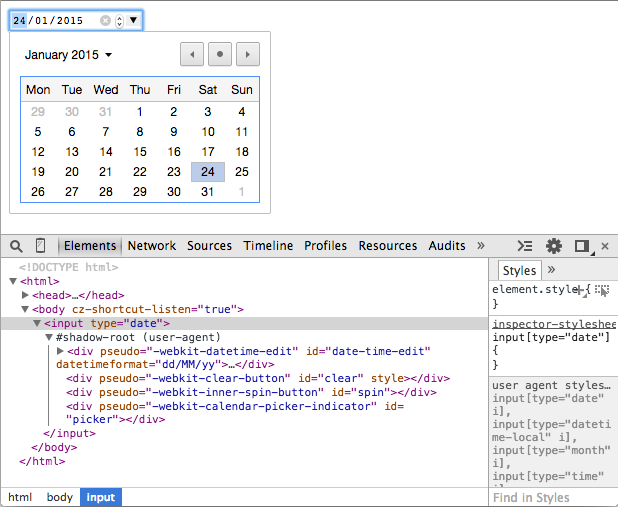 24/01/2015
January 2015
Mon Tue Wed Thu Fri Sat Sun
29 30 31 1 2 3 4
5 6 7 8 9 10 11
12 13 14 15 16 17 18
19 20 21 22 23 24 25
26 27 28 29 30 31 1
Elements Network Sources Timeline Profiles Resources Audits »
<!DOCTYPE html>
<html>
<head>…</head>
<body cz-shortcut-listen="true">
<input type="date">
#shadow-root (user-agent)
<div pseudo="-webkit-datetime-edit" id="date-time-edit"
datetimeformat="dd/MM/yy">…</div>
<div pseudo="-webkit-clear-button" id="clear" style></div>
<div pseudo="-webkit-inner-spin-button" id="spin"></div>
<div pseudo="-webkit-calendar-picker-indicator" id=
"picker"></div>
</input>
</body>
</html>
html body input
Styles »
element.style {
}
inspector-styleshee
input[type="date"]
{
}
user agent styles…
input[type="date"
i],
input[type="dateti
me-local" i],
input[type="month"
i],
input[type="time"
Find in Styles